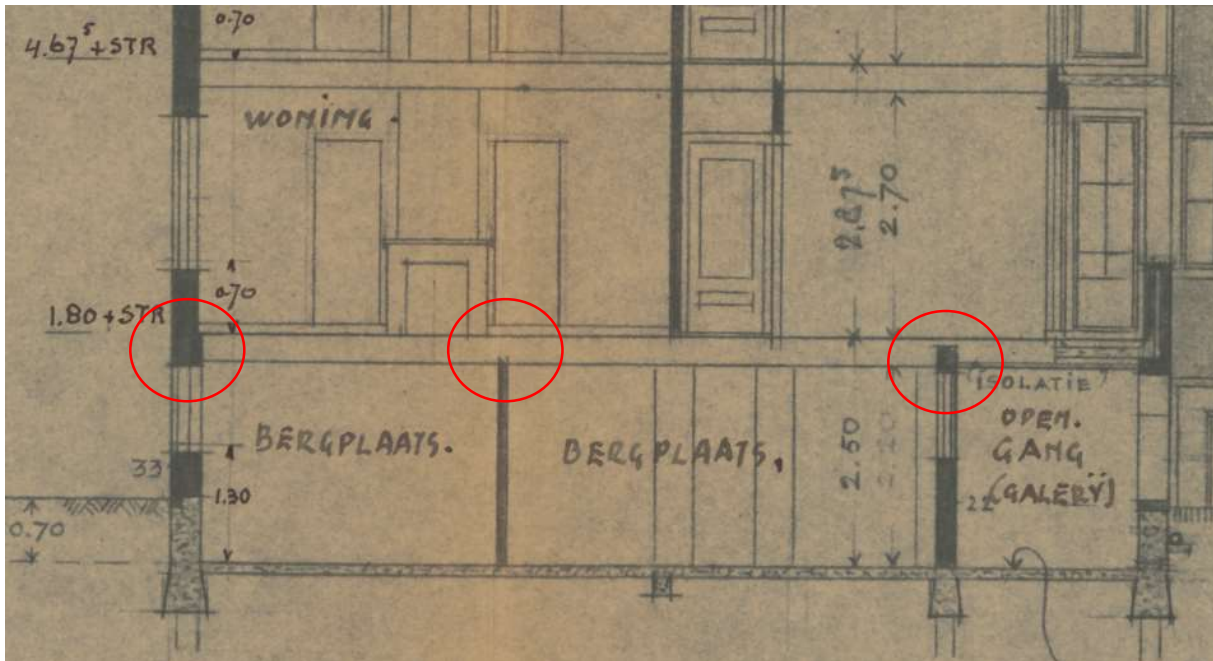 0.70
4.67⁵ + STR
WONING.
2.87⁵
2.70
0.70
1.80 + STR
"ISOLATIE"
OPEN.
GANG
(GALERŸ)
BERGPLAATS.
BERGPLAATS,
2.50
2.20
33
1.30
22
0.70